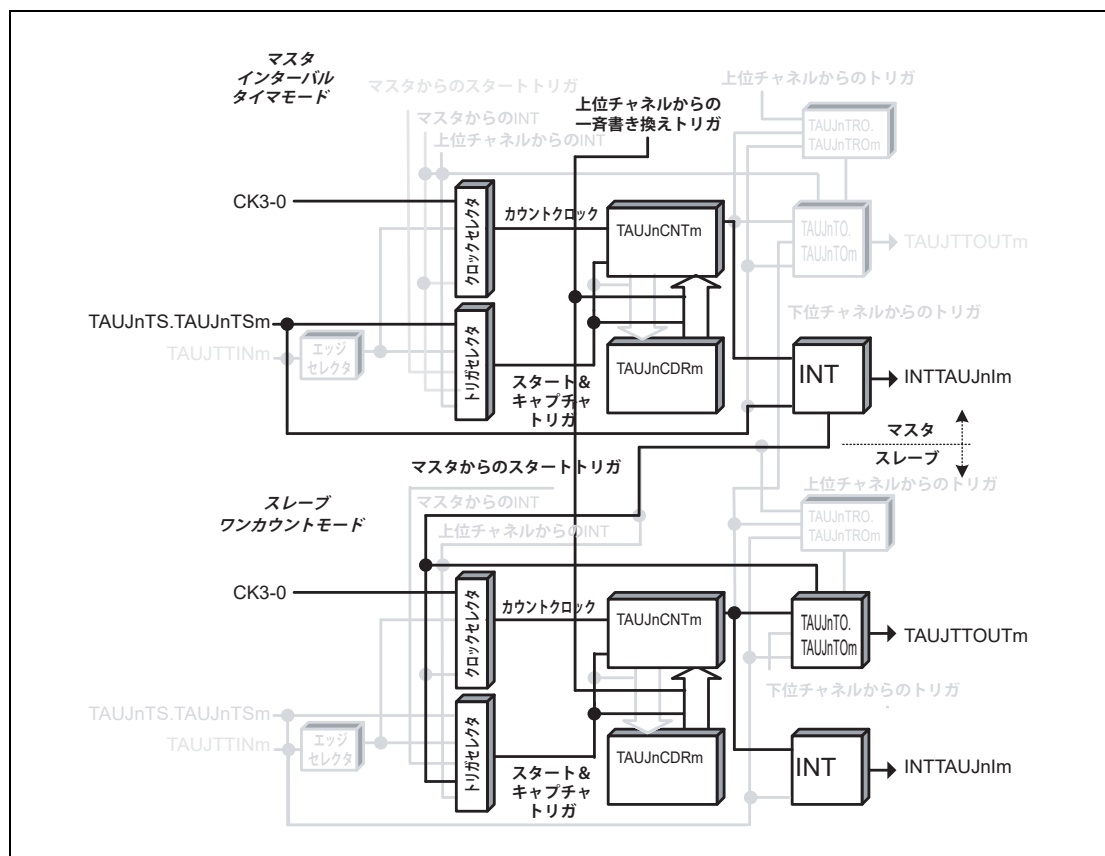 マスタ
インターバル
タイマモード
マスタからのスタートトリガ
マスタからのINT
上位チャネルからのINT
上位チャネルからの
一斉書き換えトリガ
上位チャネルからのトリガ
TAUJnTRO.
TAUJnTROm
CK3-0
クロックセレクタ
カウントクロック
TAUJnCNTm
TAUJnTO.
TAUJnTOm
TAUJTTOUTm
TAUJnTS.TAUJnTSm
TAUJTTINm
エッジ
セレクタ
トリガセレクタ
スタート&
キャプチャ
トリガ
TAUJnCDRm
下位チャネルからのトリガ
INT
INTTAUJnIm
マスタ
スレーブ
マスタからのスタートトリガ
スレーブ
ワンカウントモード
マスタからのINT
上位チャネルからのINT
上位チャネルからのトリガ
TAUJnTRO.
TAUJnTROm
CK3-0
クロックセレクタ
カウントクロック
TAUJnCNTm
TAUJnTO.
TAUJnTOm
TAUJTTOUTm
下位チャネルからのトリガ
TAUJnTS.TAUJnTSm
TAUJTTINm
エッジ
セレクタ
トリガセレクタ
スタート&
キャプチャ
トリガ
TAUJnCDRm
INT
INTTAUJnIm